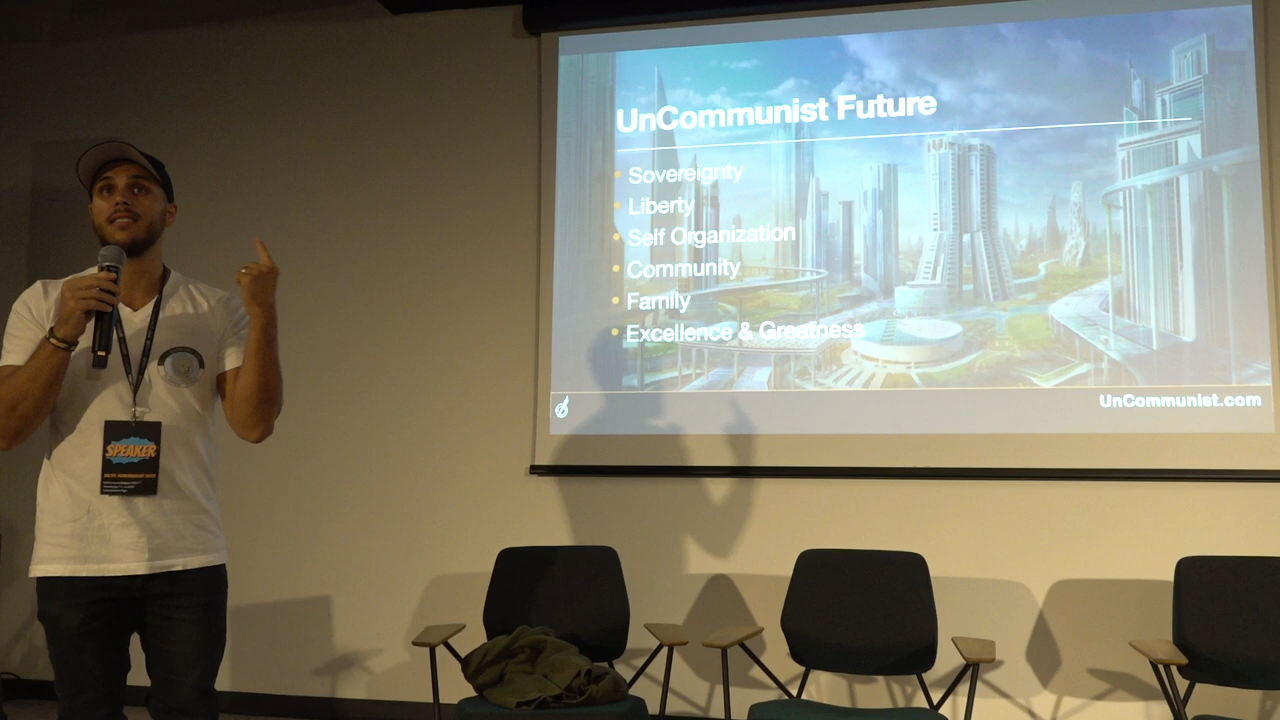 UnCommunist Future
Sovereignty
Liberty
Self Organization
Community
Family
Excellence & Greatness
UnCommunist.com
SPEAKER